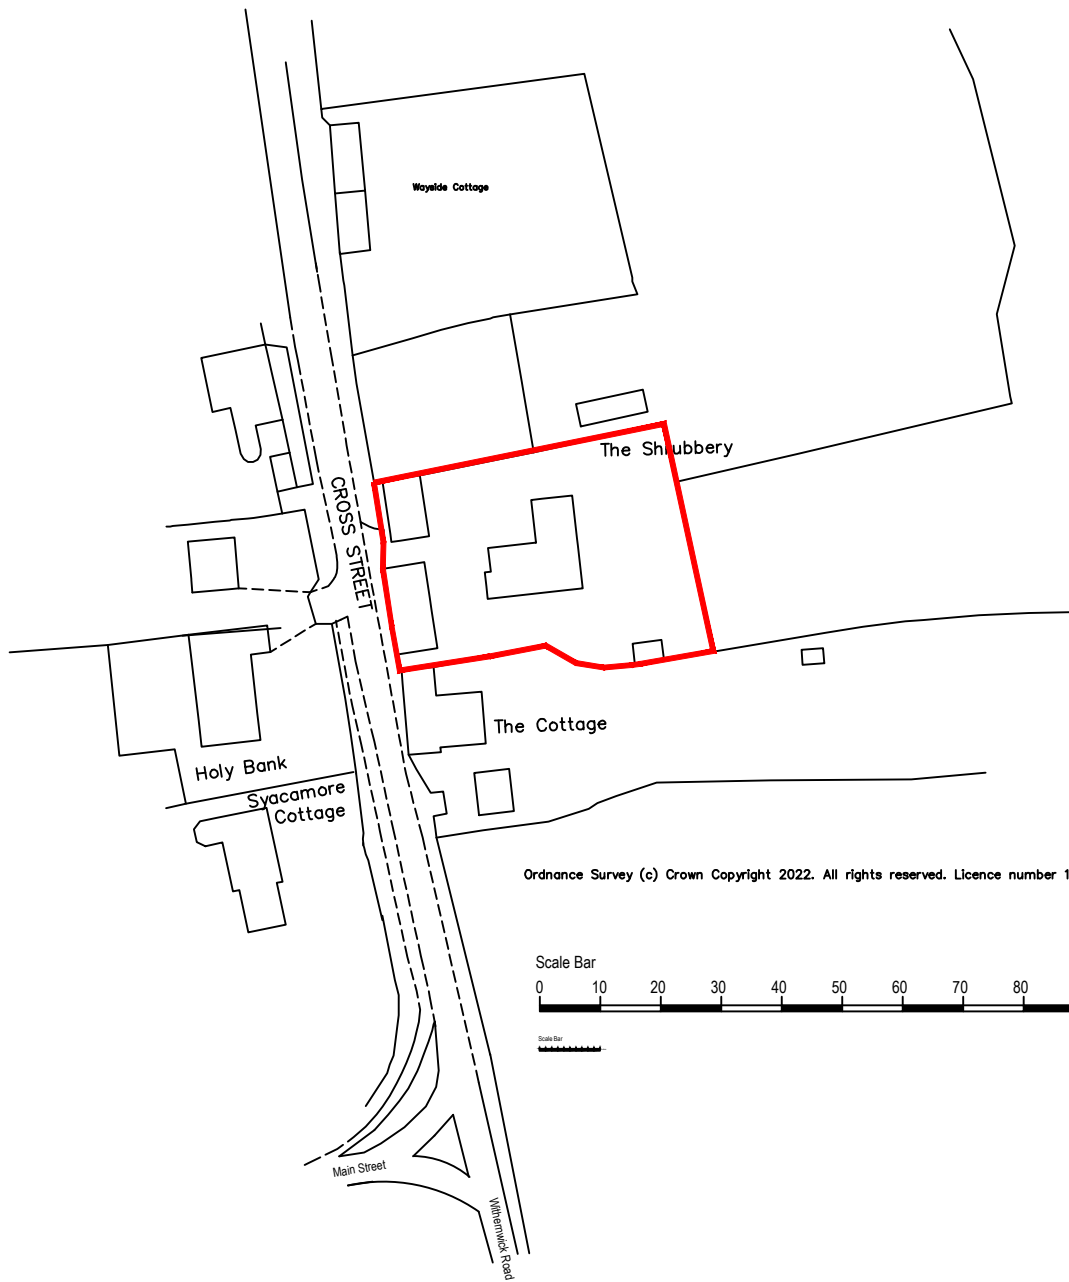 Wayside Cottage
The Shrubbery
CROSS STREET
The Cottage
Holy Bank
Syacamore
Cottage
Ordnance Survey (c) Crown Copyright 2022. All rights reserved. Licence number 1
Scale Bar
0 10 20 30 40 50 60 70 80
Scale Bar
Main Street
Withernwick Road